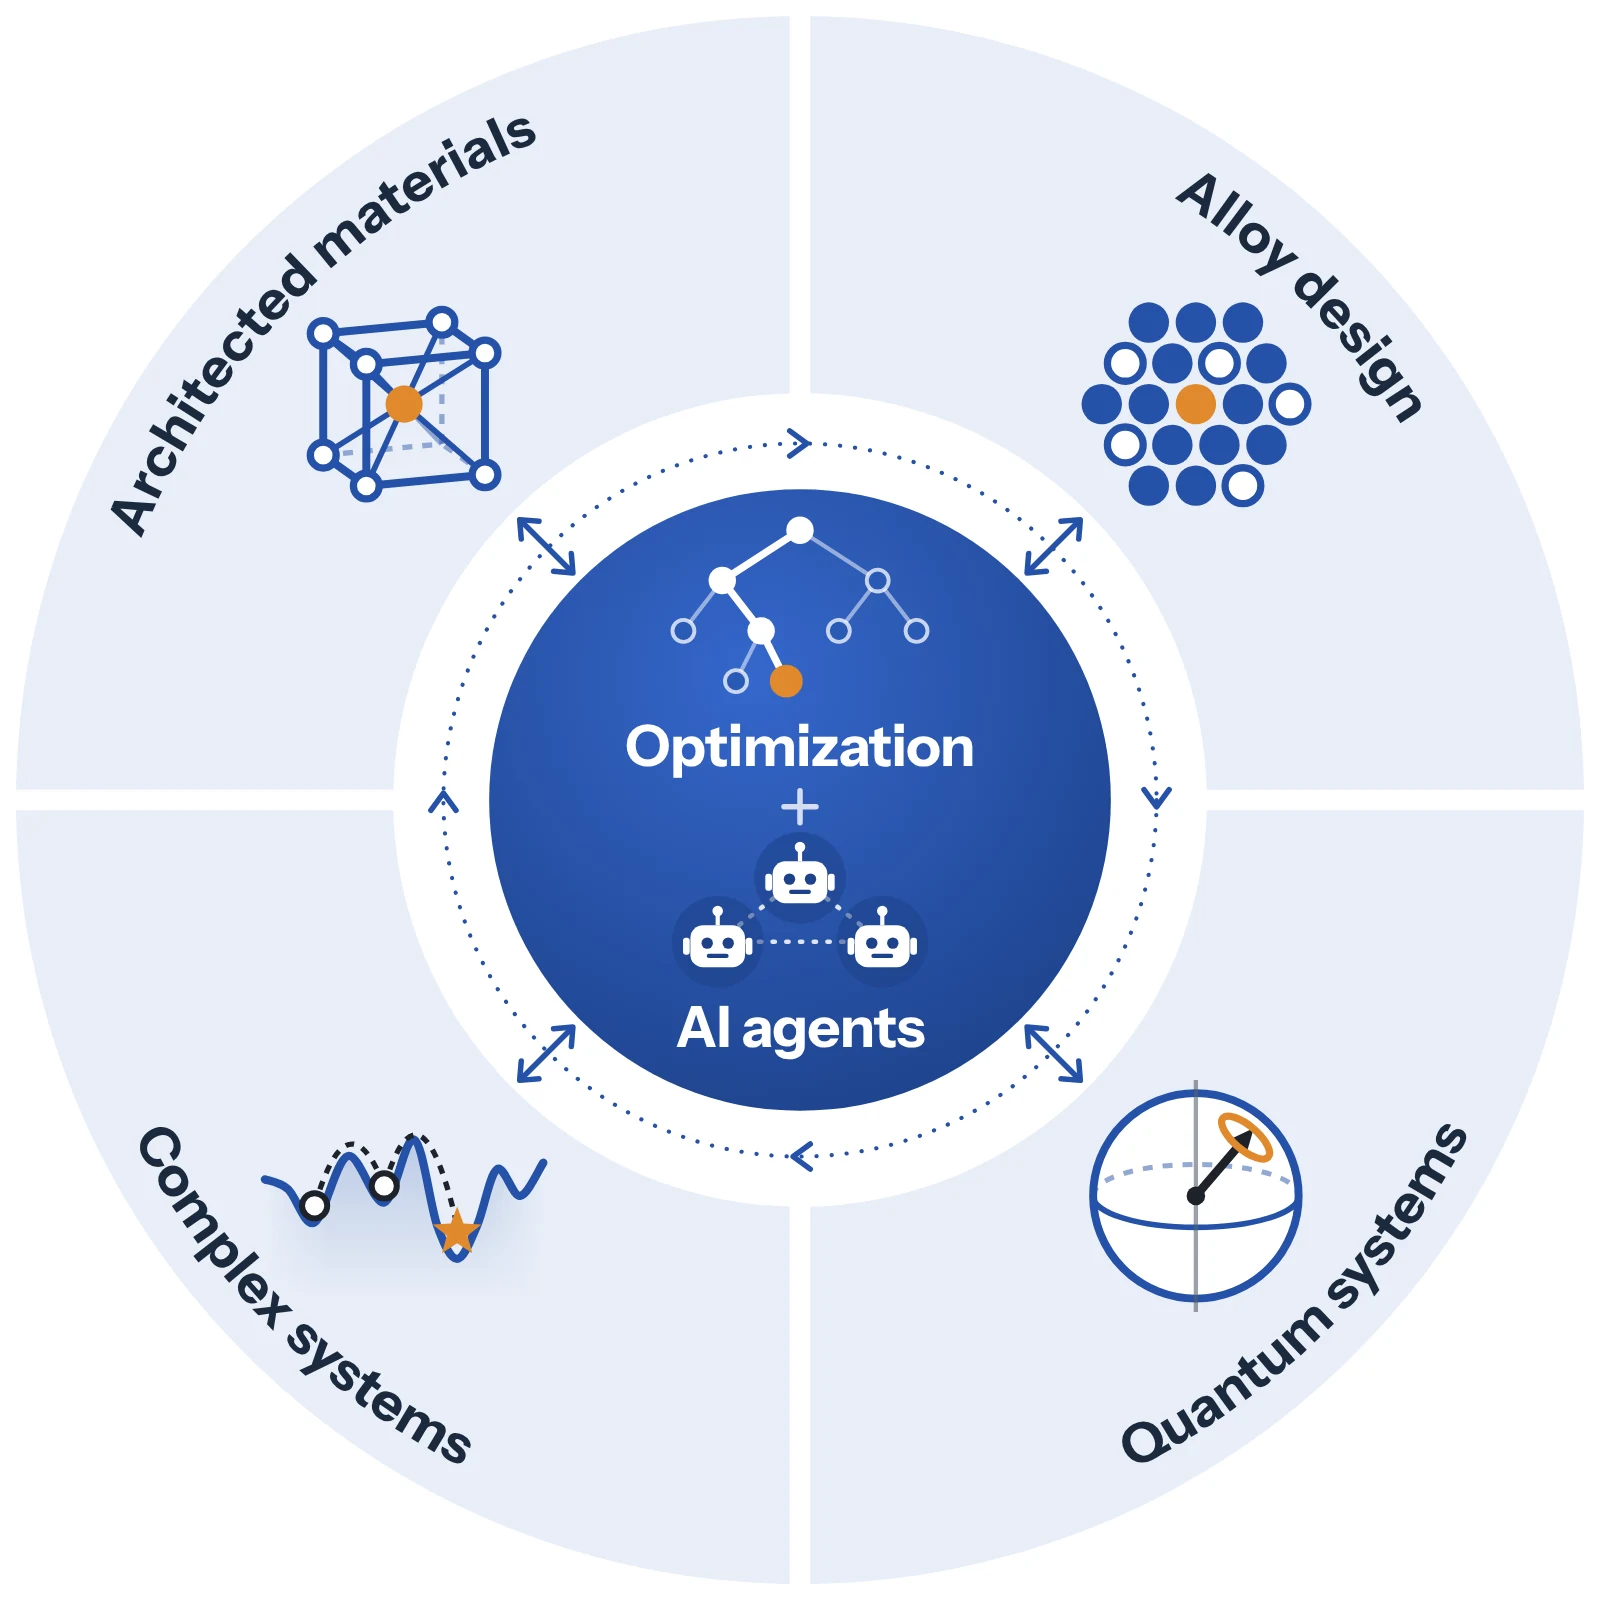 Architected materials
Alloy design
Optimization
+
AI agents
Complex systems
Quantum systems